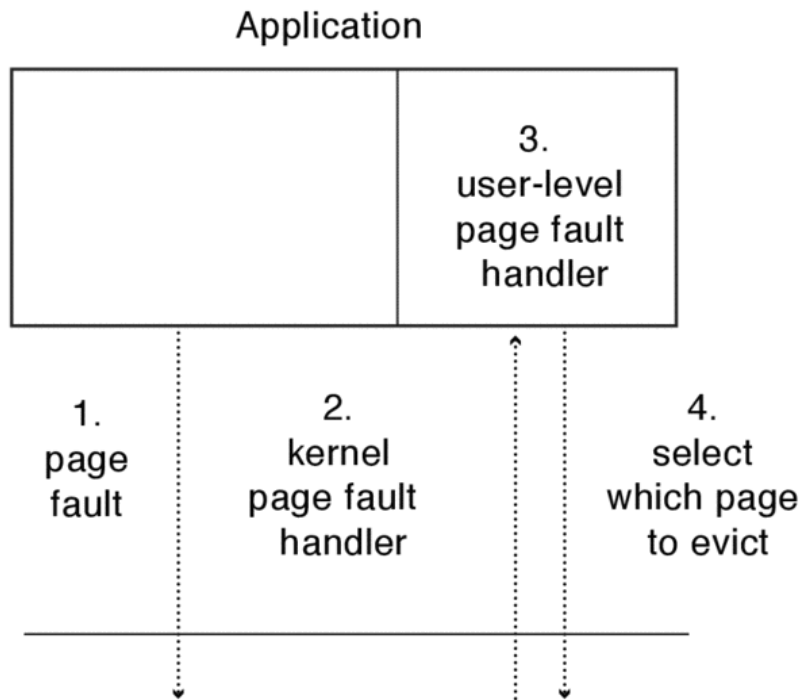 Application
3.
user-level
page fault
handler
1.
page
fault
2.
kernel
page fault
handler
4.
select
which page
to evict